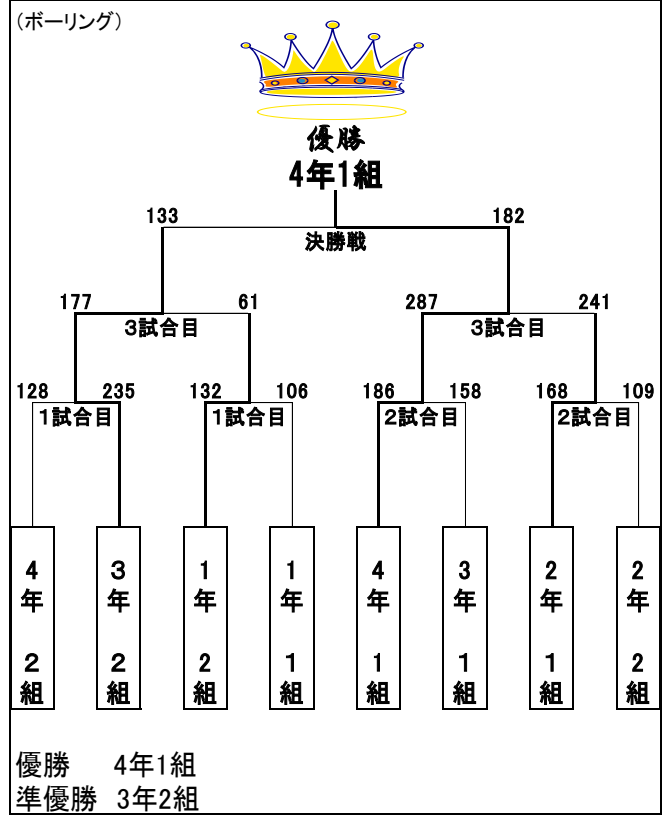 (ボーリング)
優勝
4年1組
133 182
決勝戦
177 61 287 241
3試合目 3試合目
128 235 132 106 186 158 168 109
1試合目 1試合目 2試合目 2試合目
4年 2組
3年 2組
1年 2組
1年 1組
4年 1組
3年 1組
2年 1組
2年 2組
優勝 4年1組
準優勝 3年2組